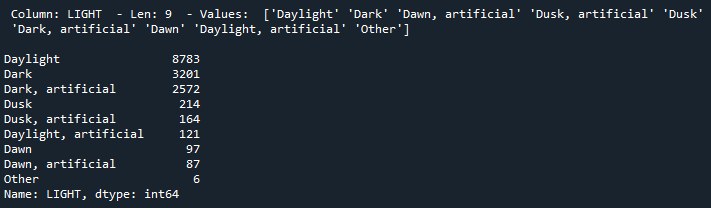 Column: LIGHT  - Len: 9  - Values:  ['Daylight' 'Dark' 'Dawn, artificial' 'Dusk, artificial' 'Dusk'
'Dark, artificial' 'Dawn' 'Daylight, artificial' 'Other']
Daylight                8783
Dark                    3201
Dark, artificial        2572
Dusk                     214
Dusk, artificial         164
Daylight, artificial     121
Dawn                      97
Dawn, artificial          87
Other                      6
Name: LIGHT, dtype: int64